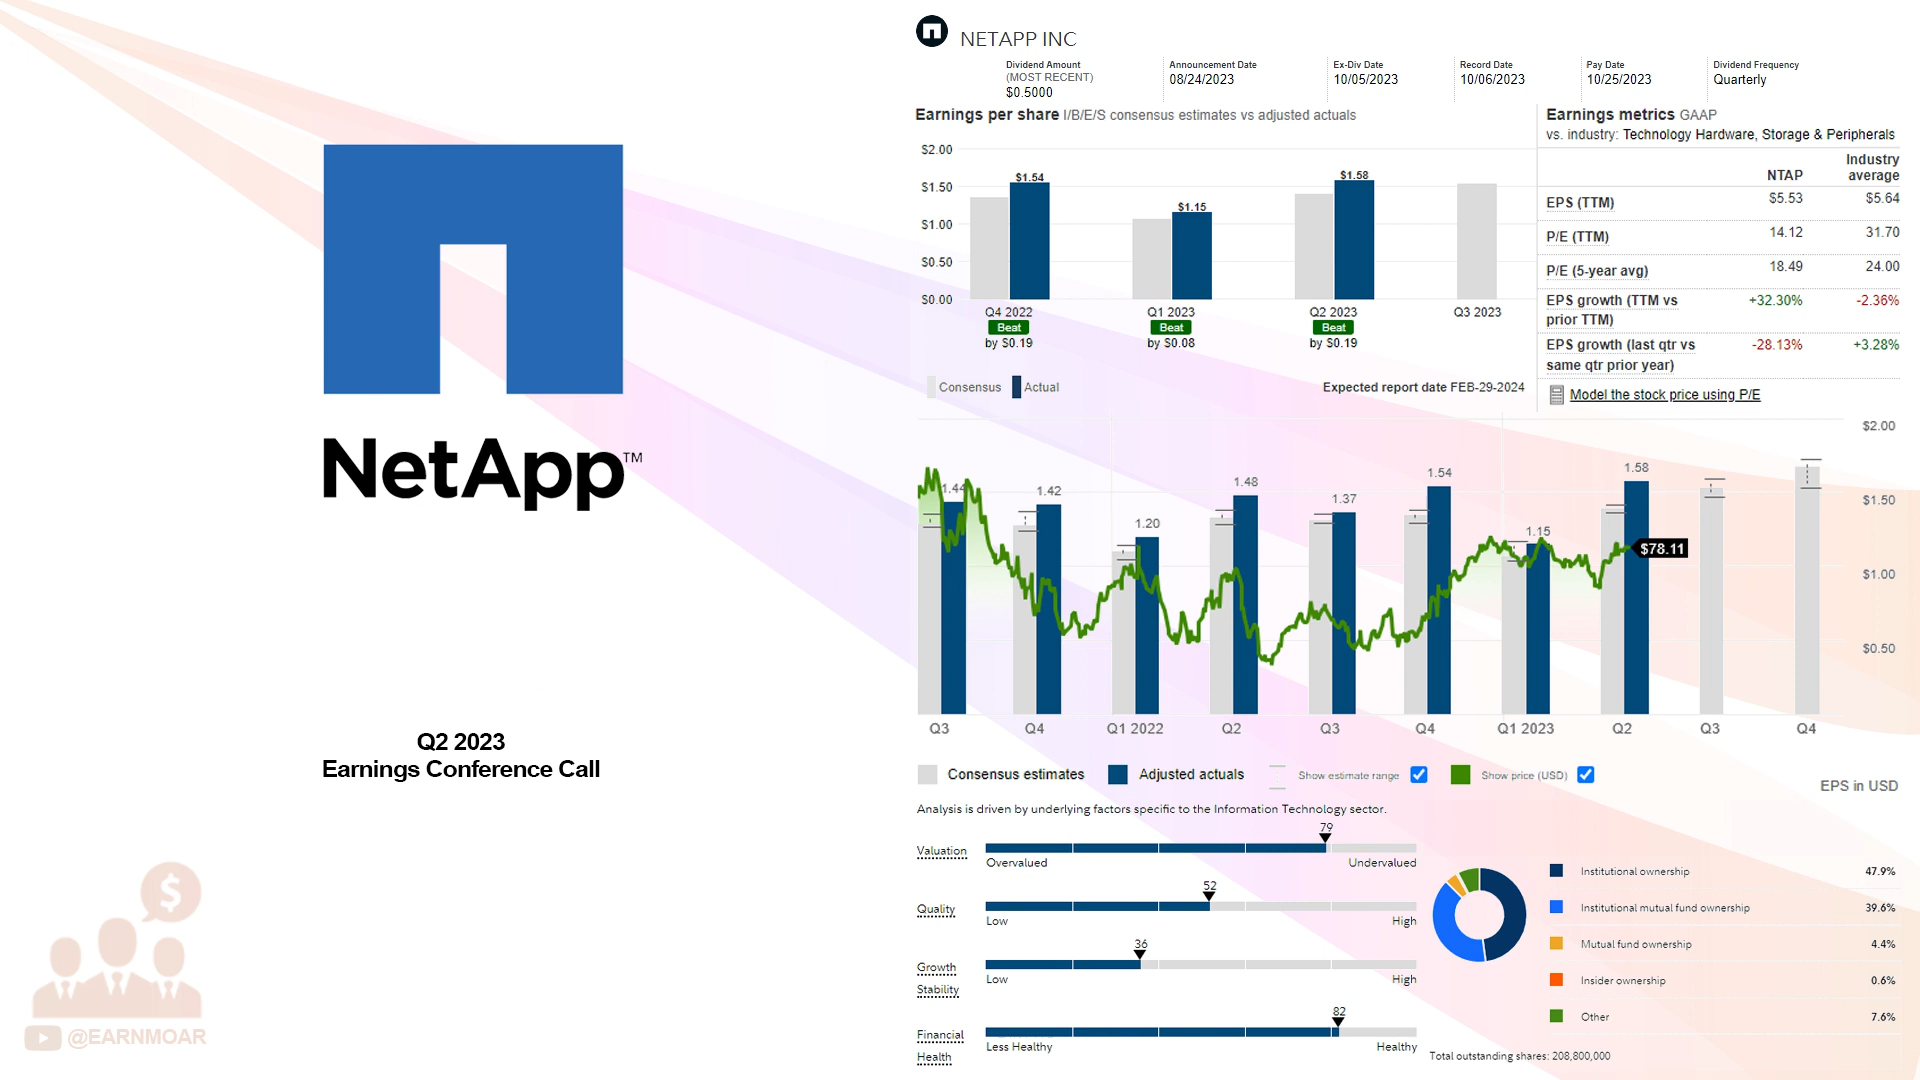 NETAPP INC
Dividend Amount
(MOST RECENT)
$0.5000
Announcement Date
08/24/2023
Ex-Div Date
10/05/2023
Record Date
10/06/2023
Pay Date
10/25/2023
Dividend Frequency
Quarterly
Earnings per share I/B/E/S consensus estimates vs adjusted actuals
$2.00
$1.50
$1.00
$0.50
$0.00
$1.54
$1.15
$1.58
Q4 2022
Beat
by $0.19
Q1 2023
Beat
by $0.08
Q2 2023
Beat
by $0.19
Q3 2023
Consensus
Actual
Expected report date FEB-29-2024
Earnings metrics GAAP
vs. industry: Technology Hardware, Storage & Peripherals
NTAP
Industry
average
EPS (TTM) $5.53 $5.64
P/E (TTM) 14.12 31.70
P/E (5-year avg) 18.49 24.00
EPS growth (TTM vs
prior TTM) +32.30% -2.36%
EPS growth (last qtr vs
same qtr prior year) -28.13% +3.28%
Model the stock price using P/E
NetApp™
Q2 2023
Earnings Conference Call
$
@EARNMOAR
$2.00
$1.50
$1.00
$0.50
1.44
1.42
1.20
1.48
1.37
1.54
1.15
1.58
$78.11
Q3
Q4
Q1 2022
Q2
Q3
Q4
Q1 2023
Q2
Q3
Q4
Consensus estimates
Adjusted actuals
Show estimate range
Show price (USD)
EPS in USD
Analysis is driven by underlying factors specific to the Information Technology sector.
79
Valuation
Overvalued
Undervalued
52
Quality
Low
High
36
Growth
Stability
Low
High
82
Financial
Health
Less Healthy
Healthy
Institutional ownership 47.9%
Institutional mutual fund ownership 39.6%
Mutual fund ownership 4.4%
Insider ownership 0.6%
Other 7.6%
Total outstanding shares: 208,800,000